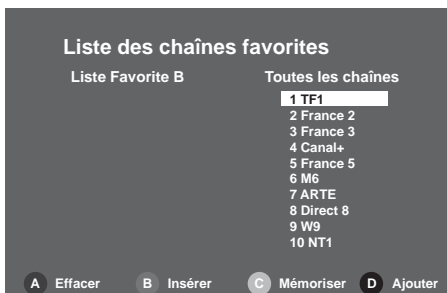 Liste des chaînes favorites
Liste Favorite B
Toutes les chaînes
1 TF1
2 France 2
3 France 3
4 Canal+
5 France 5
6 M6
7 ARTE
8 Direct 8
9 W9
10 NT1
A Effacer B Insérer C Mémoriser D Ajouter